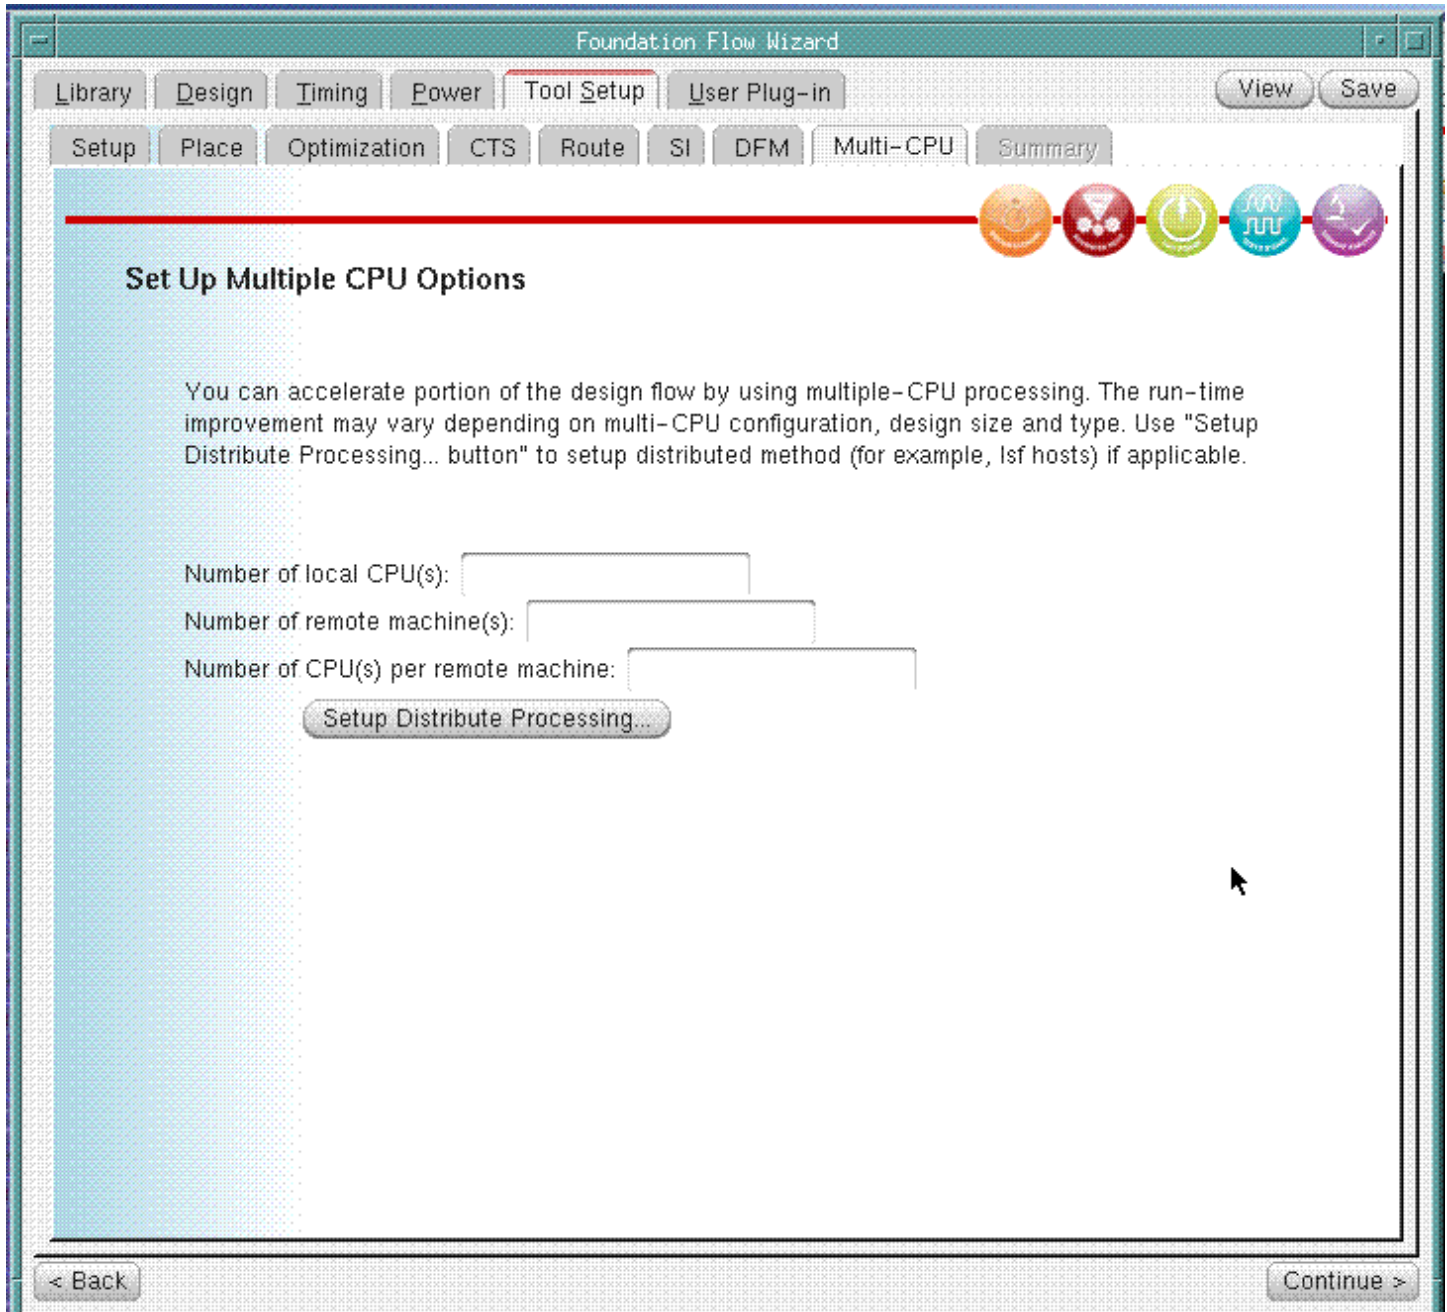 Foundation Flow Wizard
Library Design Timing Power Tool Setup User Plug-in View Save
Setup Place Optimization CTS Route SI DFM Multi-CPU Summary
Set Up Multiple CPU Options
You can accelerate portion of the design flow by using multiple-CPU processing. The run-time
improvement may vary depending on multi-CPU configuration, design size and type. Use "Setup
Distribute Processing... button" to setup distributed method (for example, lsf hosts) if applicable.
Number of local CPU(s):
Number of remote machine(s):
Number of CPU(s) per remote machine:
Setup Distribute Processing...
< Back Continue >